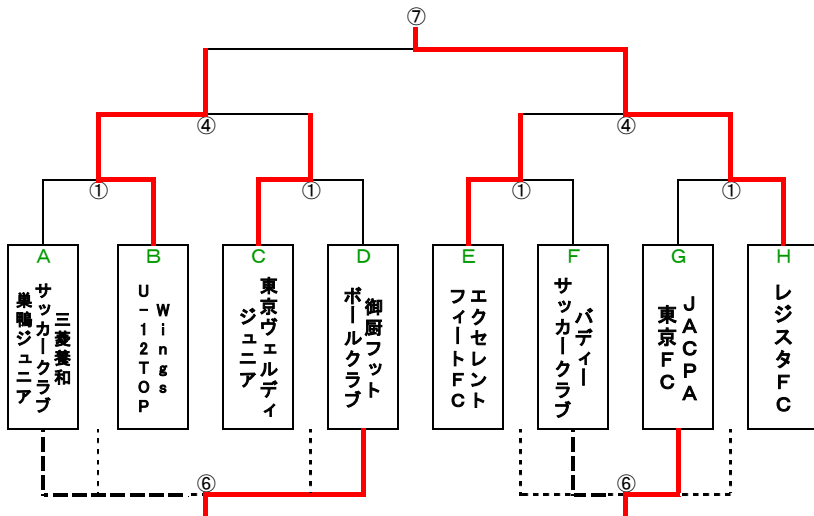 ⑦
④
④
①
①
①
①
A
B
C
D
E
F
G
H
三菱養和
サッカークラブ
巣鴨ジュニア
Wings
U-12TOP
東京ヴェルディ
ジュニア
御厨フット
ボールクラブ
エクセレント
フィートFC
バディー
サッカークラブ
JACPA
東京FC
レジスタFC
⑥
⑥